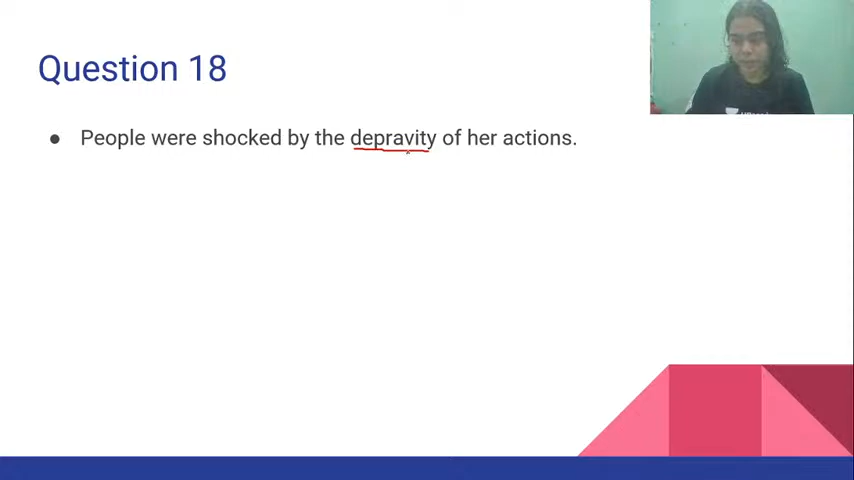 Question 18
● People were shocked by the depravity of her actions.